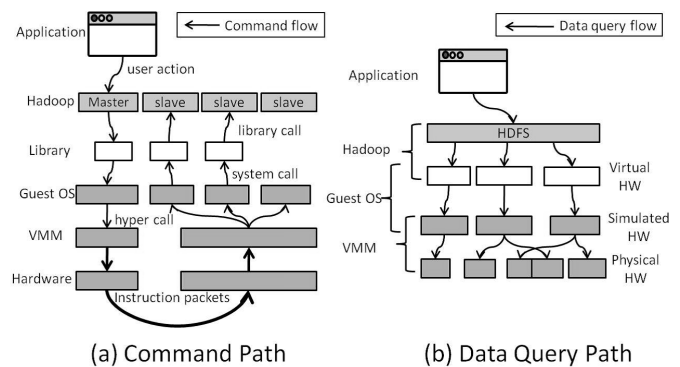 Application
Command flow
user action
Hadoop
Master
slave
slave
slave
library call
Library
system call
Guest OS
hyper call
VMM
Hardware
Instruction packets
(a) Command Path
Data query flow
Application
HDFS
Hadoop
Virtual
HW
Guest OS
Simulated
HW
VMM
Physical
HW
(b) Data Query Path